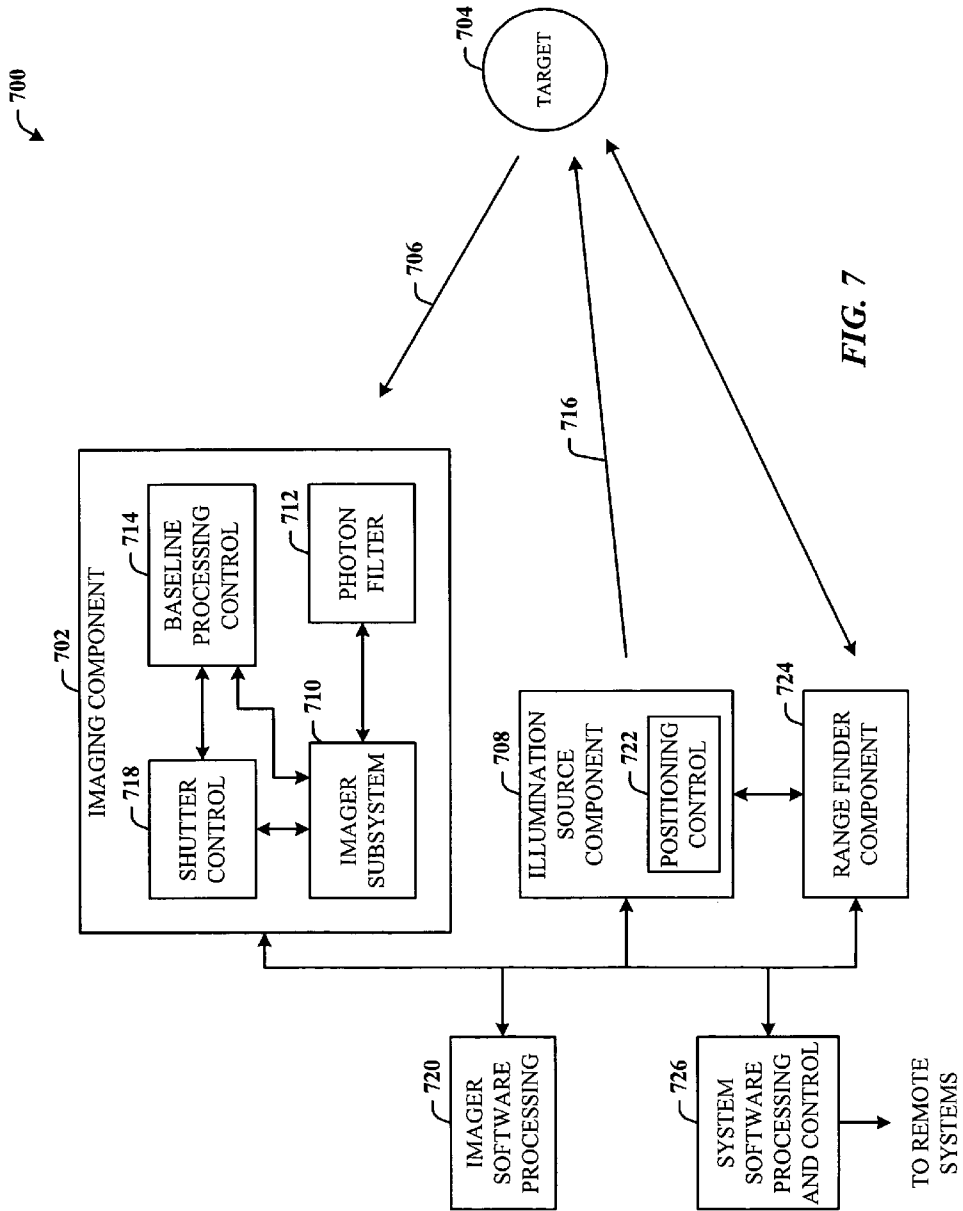 700
702
IMAGING COMPONENT
718
SHUTTER
CONTROL
714
BASELINE
PROCESSING
CONTROL
710
IMAGER
SUBSYSTEM
712
PHOTON
FILTER
706
704
TARGET
720
IMAGER
SOFTWARE
PROCESSING
708
ILLUMINATION
SOURCE
COMPONENT
722
POSITIONING
CONTROL
716
726
SYSTEM
SOFTWARE
PROCESSING
AND CONTROL
724
RANGE FINDER
COMPONENT
TO REMOTE
SYSTEMS
FIG. 7